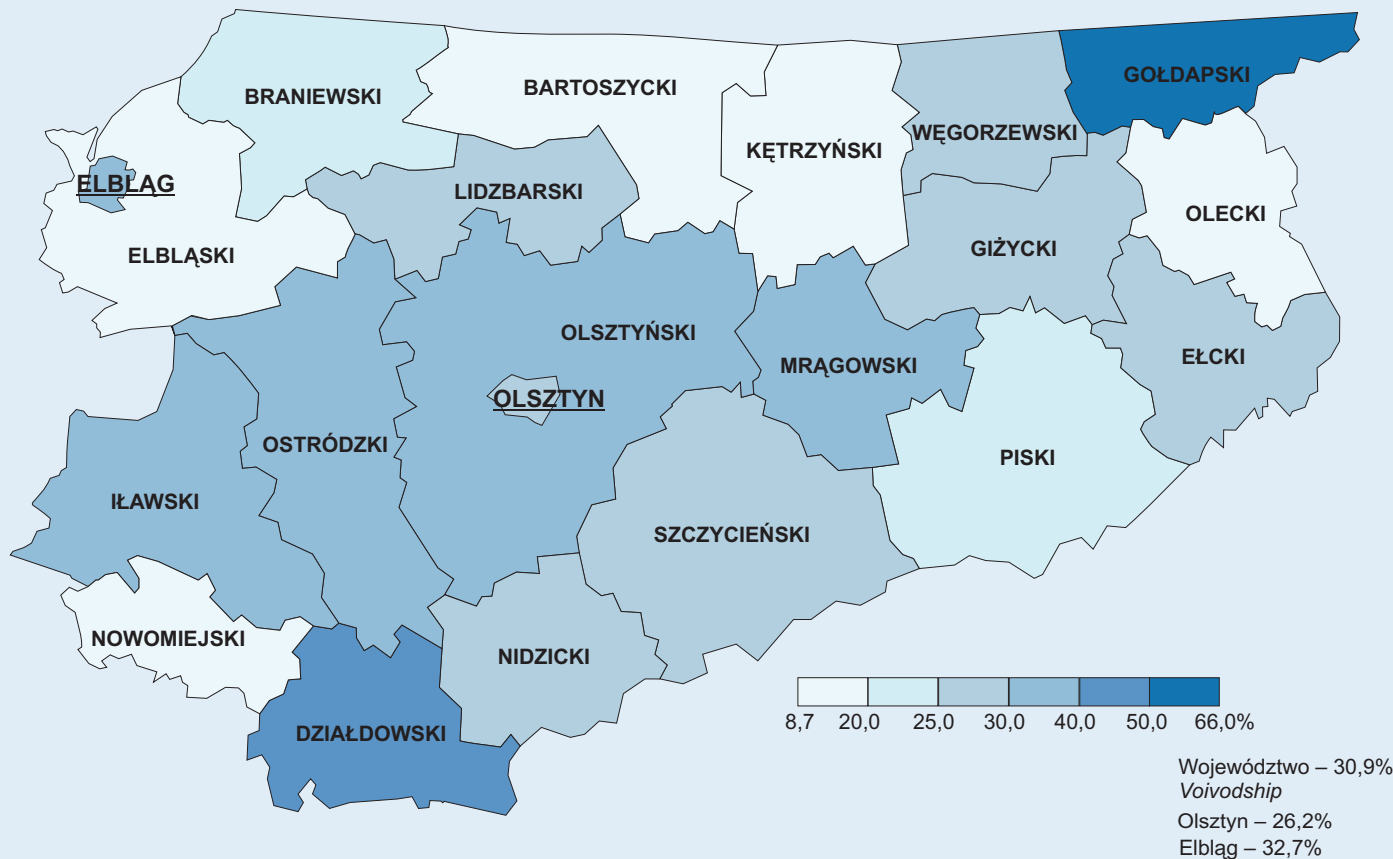 GOŁDAPSKI
BRANIEWSKI
BARTOSZYCKI
WĘGORZEWSKI
KĘTRZYŃSKI
ELBLĄG
LIDZBARSKI
OLECKI
ELBLĄSKI
GIŻYCKI
OLSZTYŃSKI
MRĄGOWSKI
EŁCKI
OLSZTYN
OSTRÓDZKI
PISKI
IŁAWSKI
SZCZYCIEŃSKI
NOWOMIEJSKI
NIDZICKI
DZIAŁDOWSKI
8,7 20,0 25,0 30,0 40,0 50,0 66,0%
Województwo – 30,9%
Voivodship
Olsztyn – 26,2%
Elbląg – 32,7%